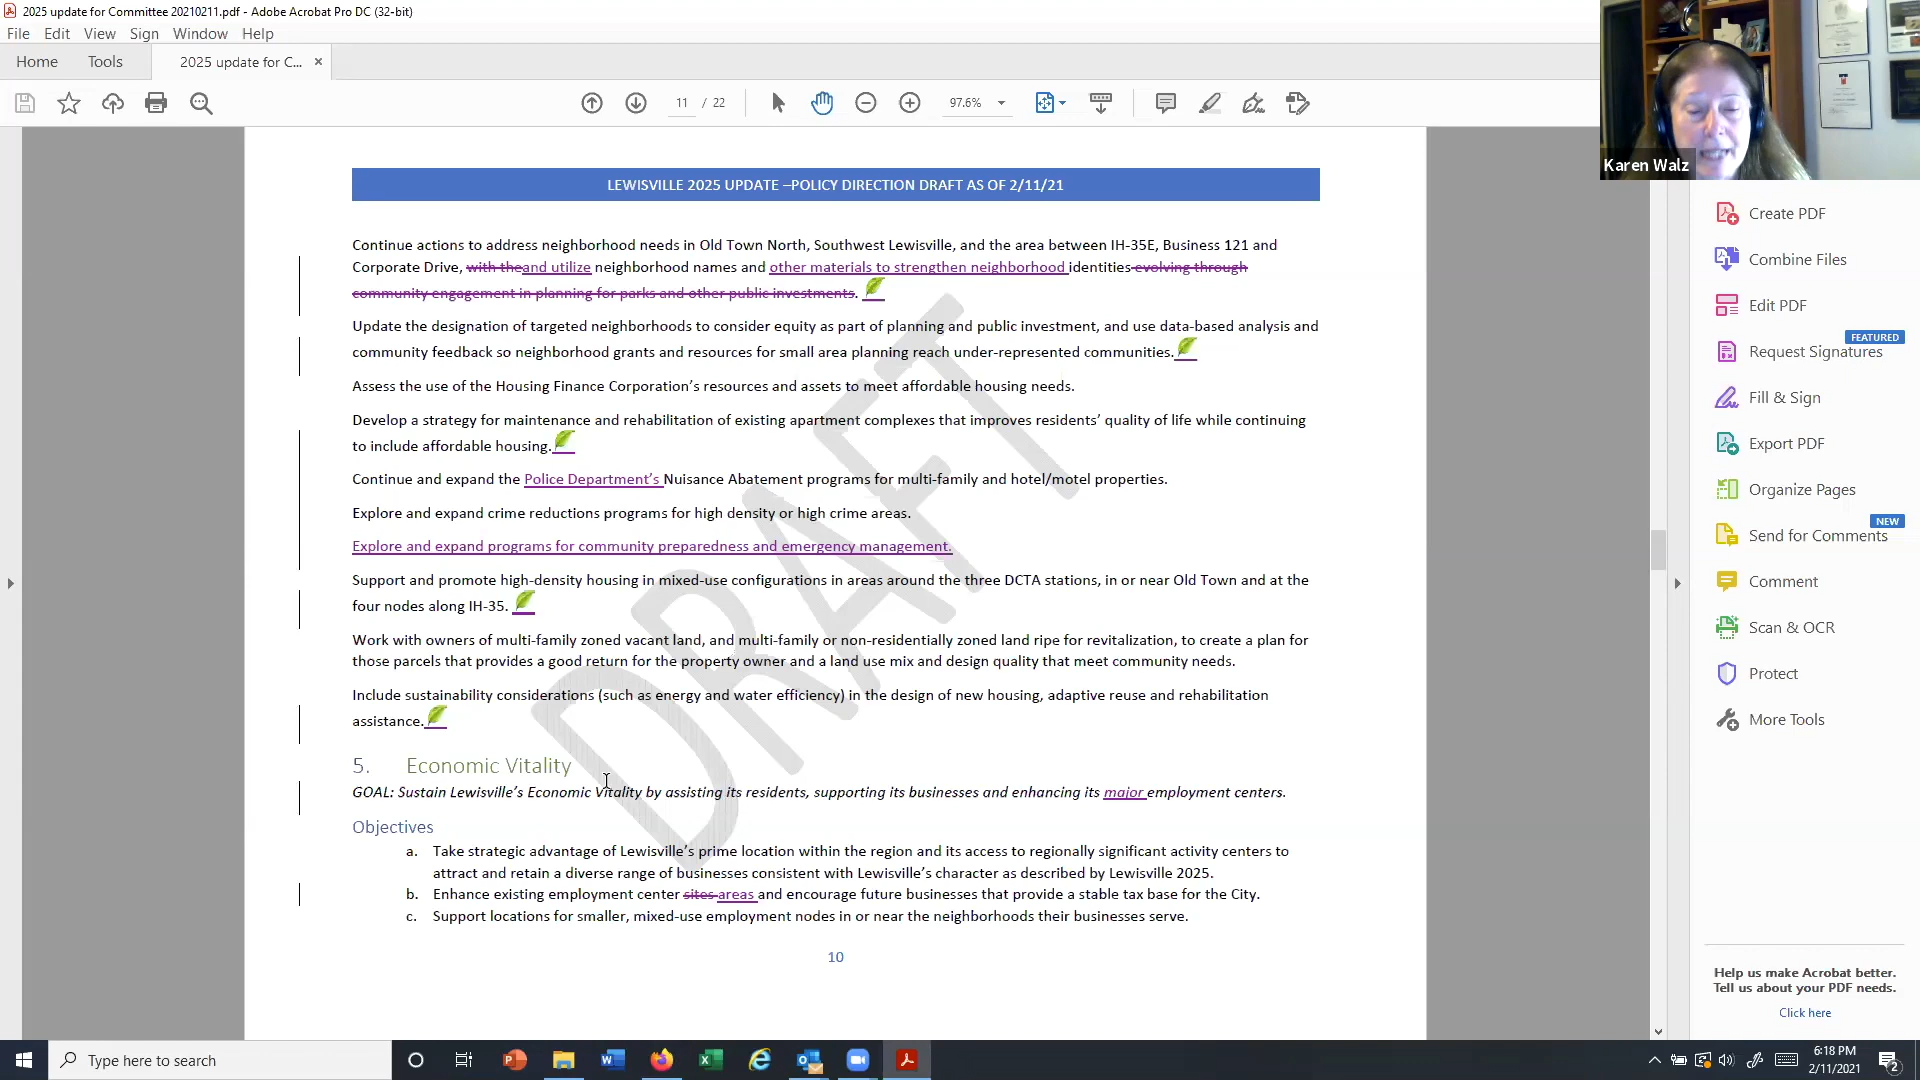 2025 update for Committee 20210211.pdf - Adobe Acrobat Pro DC (32-bit)
File Edit View Sign Window Help
Home Tools 2025 update for C... ×
11 / 22 97.6%
Karen Walz
LEWISVILLE 2025 UPDATE –POLICY DIRECTION DRAFT AS OF 2/11/21
Continue actions to address neighborhood needs in Old Town North, Southwest Lewisville, and the area between IH-35E, Business 121 and
Corporate Drive, with theand utilize neighborhood names and other materials to strengthen neighborhood identities evolving through
community engagement in planning for parks and other public investments.
Update the designation of targeted neighborhoods to consider equity as part of planning and public investment, and use data-based analysis and
community feedback so neighborhood grants and resources for small area planning reach under-represented communities.
Assess the use of the Housing Finance Corporation’s resources and assets to meet affordable housing needs.
Develop a strategy for maintenance and rehabilitation of existing apartment complexes that improves residents’ quality of life while continuing
to include affordable housing.
Continue and expand the Police Department’s Nuisance Abatement programs for multi-family and hotel/motel properties.
Explore and expand crime reductions programs for high density or high crime areas.
Explore and expand programs for community preparedness and emergency management.
Support and promote high-density housing in mixed-use configurations in areas around the three DCTA stations, in or near Old Town and at the
four nodes along IH-35.
Work with owners of multi-family zoned vacant land, and multi-family or non-residentially zoned land ripe for revitalization, to create a plan for
those parcels that provides a good return for the property owner and a land use mix and design quality that meet community needs.
Include sustainability considerations (such as energy and water efficiency) in the design of new housing, adaptive reuse and rehabilitation
assistance.
5. Economic Vitality
GOAL: Sustain Lewisville’s Economic Vitality by assisting its residents, supporting its businesses and enhancing its major employment centers.
Objectives
a. Take strategic advantage of Lewisville’s prime location within the region and its access to regionally significant activity centers to
attract and retain a diverse range of businesses consistent with Lewisville’s character as described by Lewisville 2025.
b. Enhance existing employment center sites areas and encourage future businesses that provide a stable tax base for the City.
c. Support locations for smaller, mixed-use employment nodes in or near the neighborhoods their businesses serve.
10
DRAFT
Create PDF
Combine Files
Edit PDF
FEATURED
Request Signatures
Fill & Sign
Export PDF
Organize Pages
NEW
Send for Comments
Comment
Scan & OCR
Protect
More Tools
Help us make Acrobat better.
Tell us about your PDF needs.
Click here
Type here to search
6:18 PM
2/11/2021
2